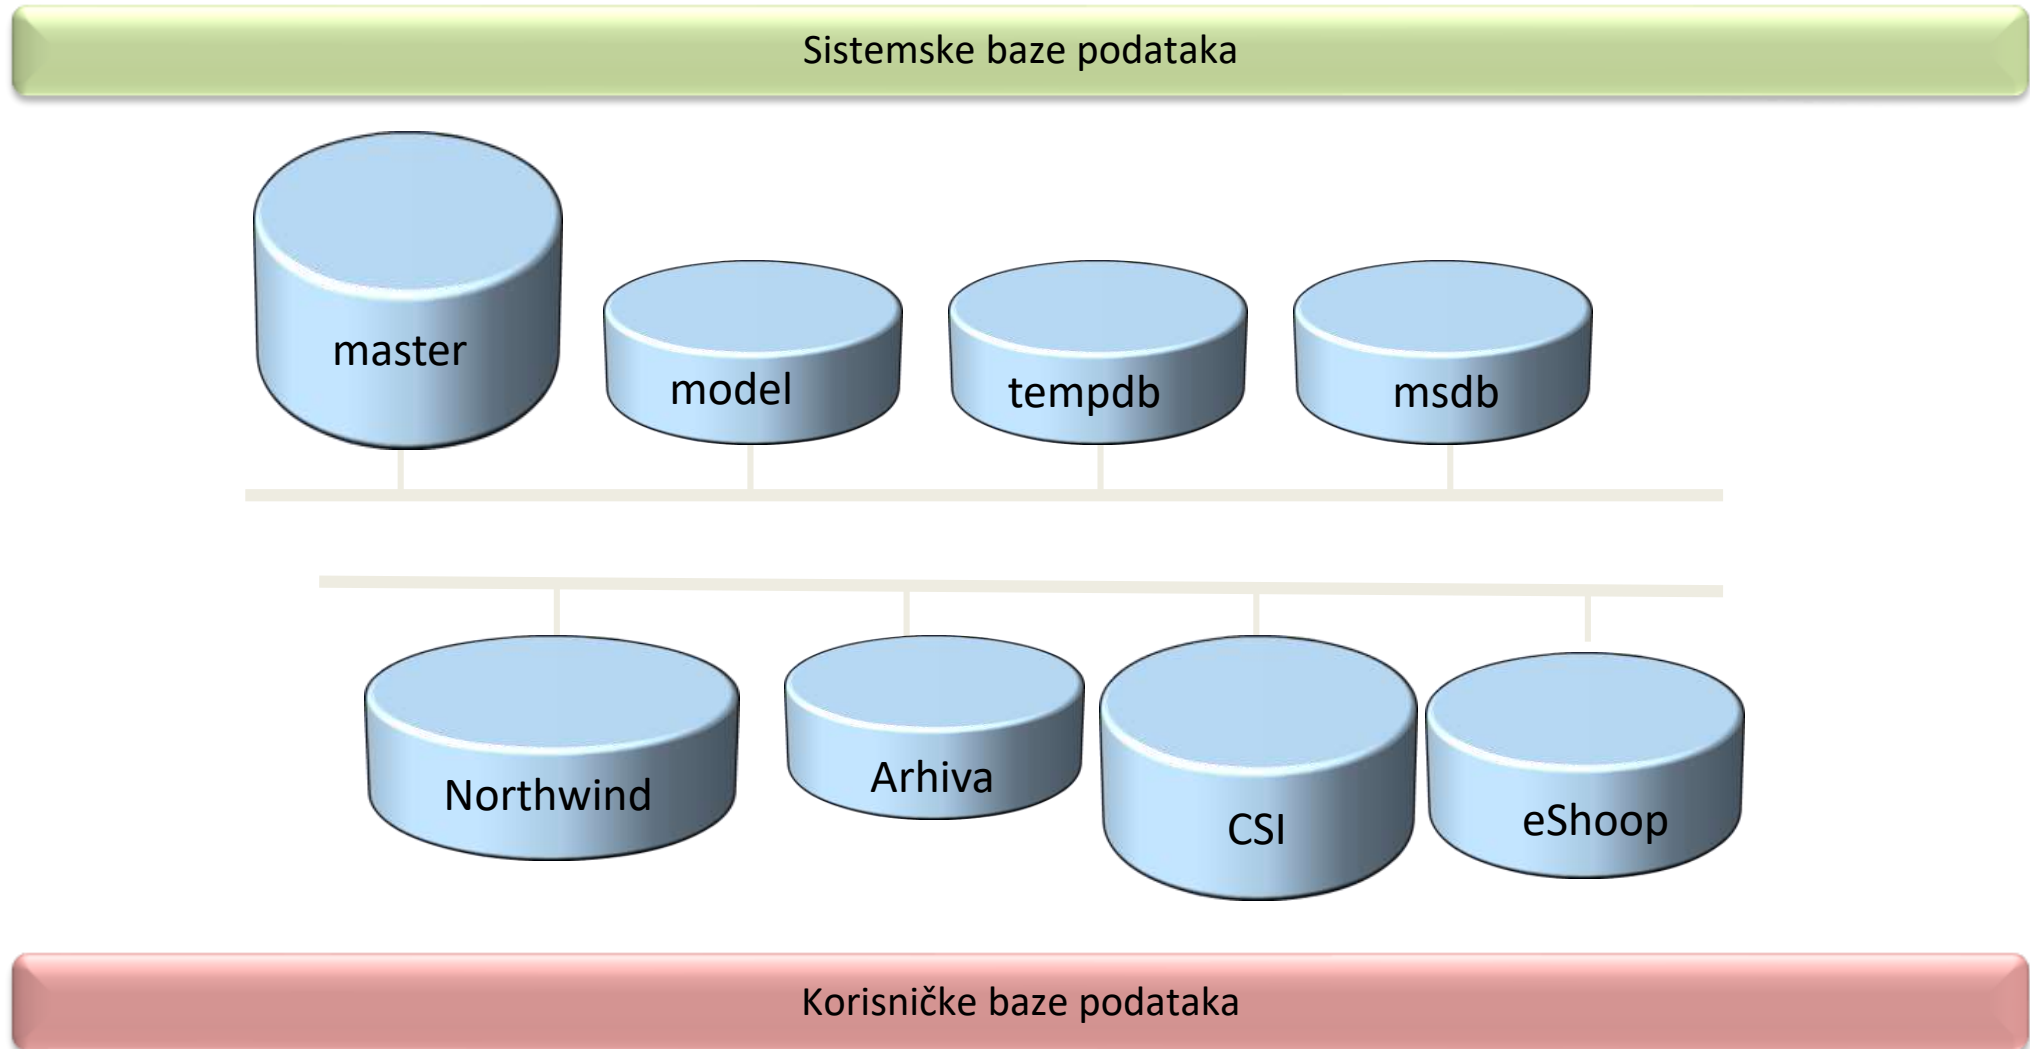 Sistemske baze podataka
master
model
tempdb
msdb
Northwind
Arhiva
CSI
eShoop
Korisničke baze podataka